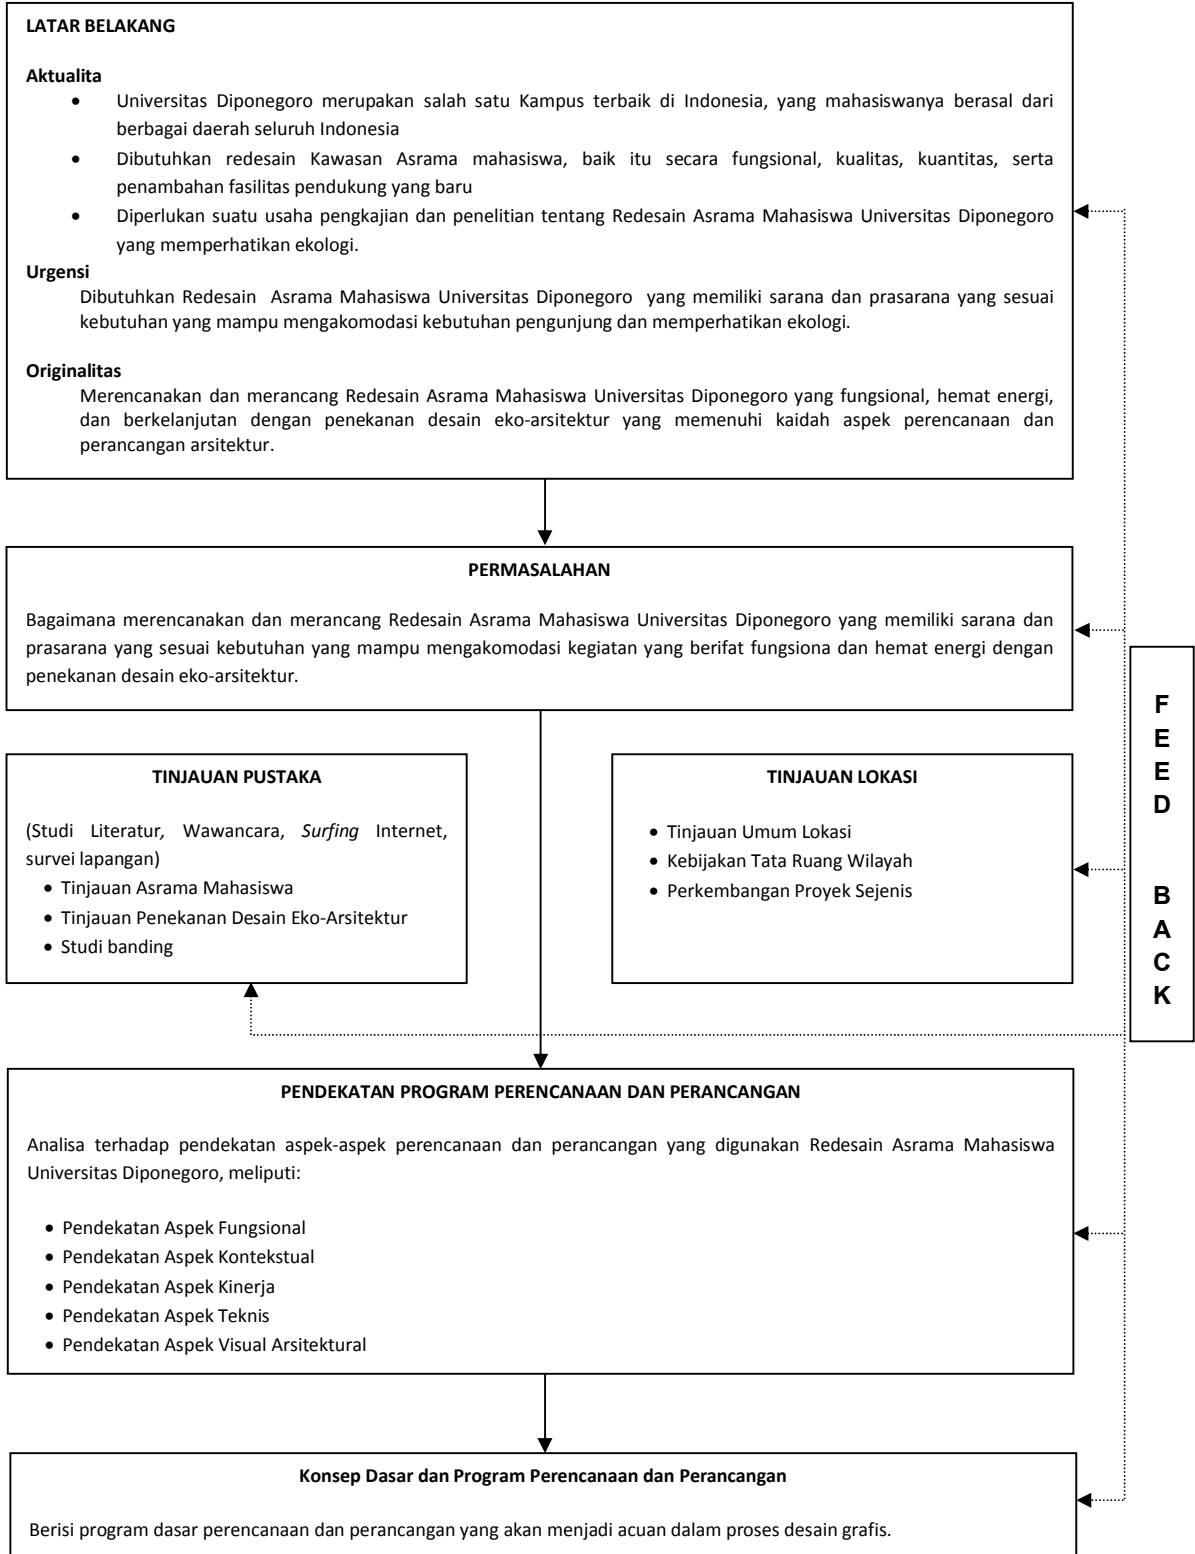 LATAR BELAKANG
Aktualita
• Universitas Diponegoro merupakan salah satu Kampus terbaik di Indonesia, yang mahasiswanya berasal dari
berbagai daerah seluruh Indonesia
• Dibutuhkan redesain Kawasan Asrama mahasiswa, baik itu secara fungsional, kualitas, kuantitas, serta
penambahan fasilitas pendukung yang baru
• Diperlukan suatu usaha pengkajian dan penelitian tentang Redesain Asrama Mahasiswa Universitas Diponegoro
yang memperhatikan ekologi.
Urgensi
Dibutuhkan Redesain Asrama Mahasiswa Universitas Diponegoro yang memiliki sarana dan prasarana yang sesuai
kebutuhan yang mampu mengakomodasi kebutuhan pengunjung dan memperhatikan ekologi.
Originalitas
Merencanakan dan merancang Redesain Asrama Mahasiswa Universitas Diponegoro yang fungsional, hemat energi,
dan berkelanjutan dengan penekanan desain eko-arsitektur yang memenuhi kaidah aspek perencanaan dan
perancangan arsitektur.
PERMASALAHAN
Bagaimana merencanakan dan merancang Redesain Asrama Mahasiswa Universitas Diponegoro yang memiliki sarana dan
prasarana yang sesuai kebutuhan yang mampu mengakomodasi kegiatan yang berifat fungsiona dan hemat energi dengan
penekanan desain eko-arsitektur.
TINJAUAN PUSTAKA
(Studi Literatur, Wawancara, Surfing Internet,
survei lapangan)
• Tinjauan Asrama Mahasiswa
• Tinjauan Penekanan Desain Eko-Arsitektur
• Studi banding
TINJAUAN LOKASI
• Tinjauan Umum Lokasi
• Kebijakan Tata Ruang Wilayah
• Perkembangan Proyek Sejenis
F
E
E
D
B
A
C
K
PENDEKATAN PROGRAM PERENCANAAN DAN PERANCANGAN
Analisa terhadap pendekatan aspek-aspek perencanaan dan perancangan yang digunakan Redesain Asrama Mahasiswa
Universitas Diponegoro, meliputi:
• Pendekatan Aspek Fungsional
• Pendekatan Aspek Kontekstual
• Pendekatan Aspek Kinerja
• Pendekatan Aspek Teknis
• Pendekatan Aspek Visual Arsitektural
Konsep Dasar dan Program Perencanaan dan Perancangan
Berisi program dasar perencanaan dan perancangan yang akan menjadi acuan dalam proses desain grafis.